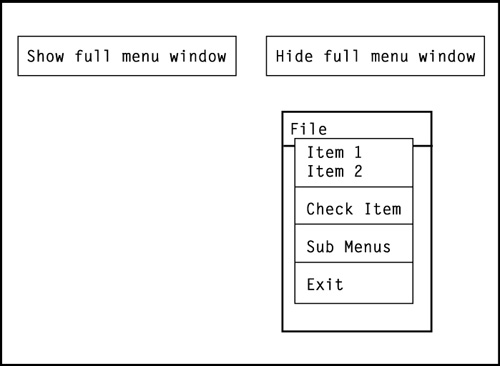 Show full menu window
Hide full menu window
File
Item 1
Item 2
Check Item
Sub Menus
Exit